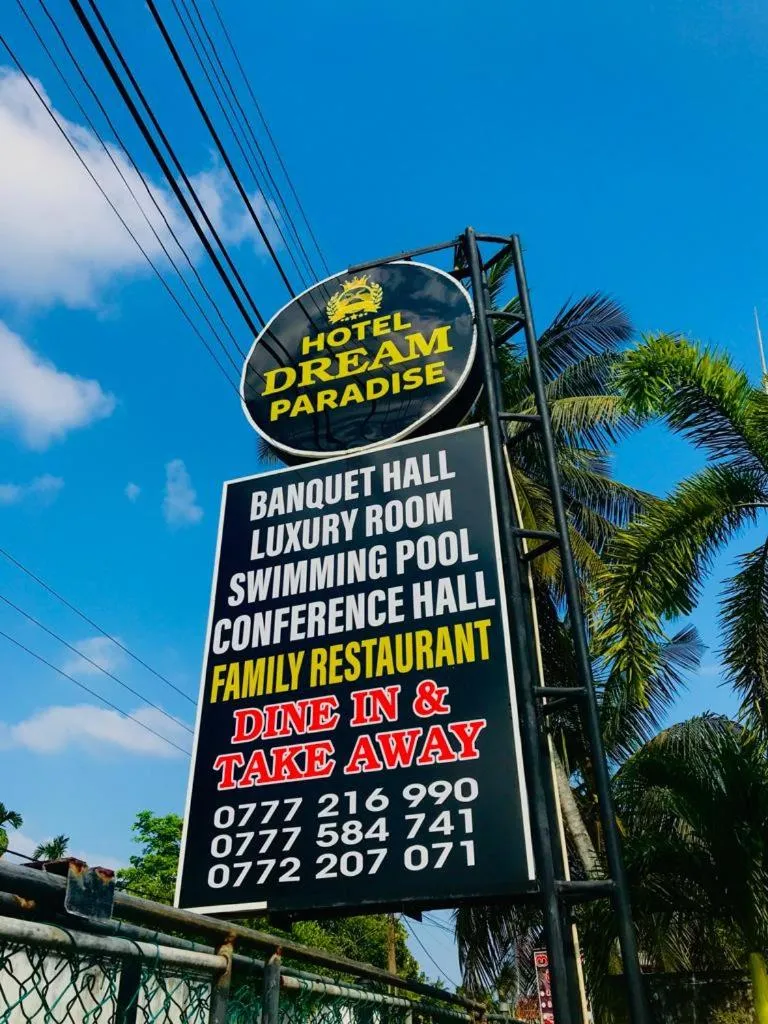 HOTEL
DREAM
PARADISE
BANQUET HALL
LUXURY ROOM
SWIMMING POOL
CONFERENCE HALL
FAMILY RESTAURANT
DINE IN &
TAKE AWAY
0777 216 990
0777 584 741
0772 207 071